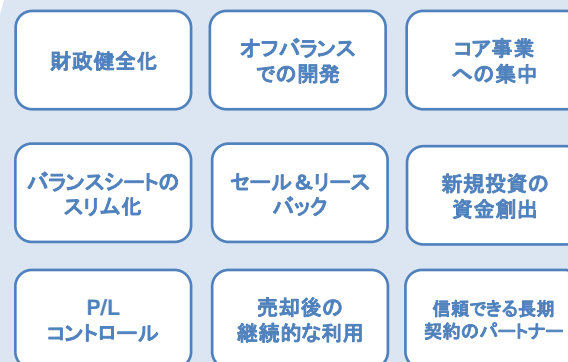 財政健全化
オフバランス
での開発
コア事業
への集中
バランスシートの
スリム化
セール＆リース
バック
新規投資の
資金創出
P/L
コントロール
売却後の
継続的な利用
信頼できる長期
契約のパートナー